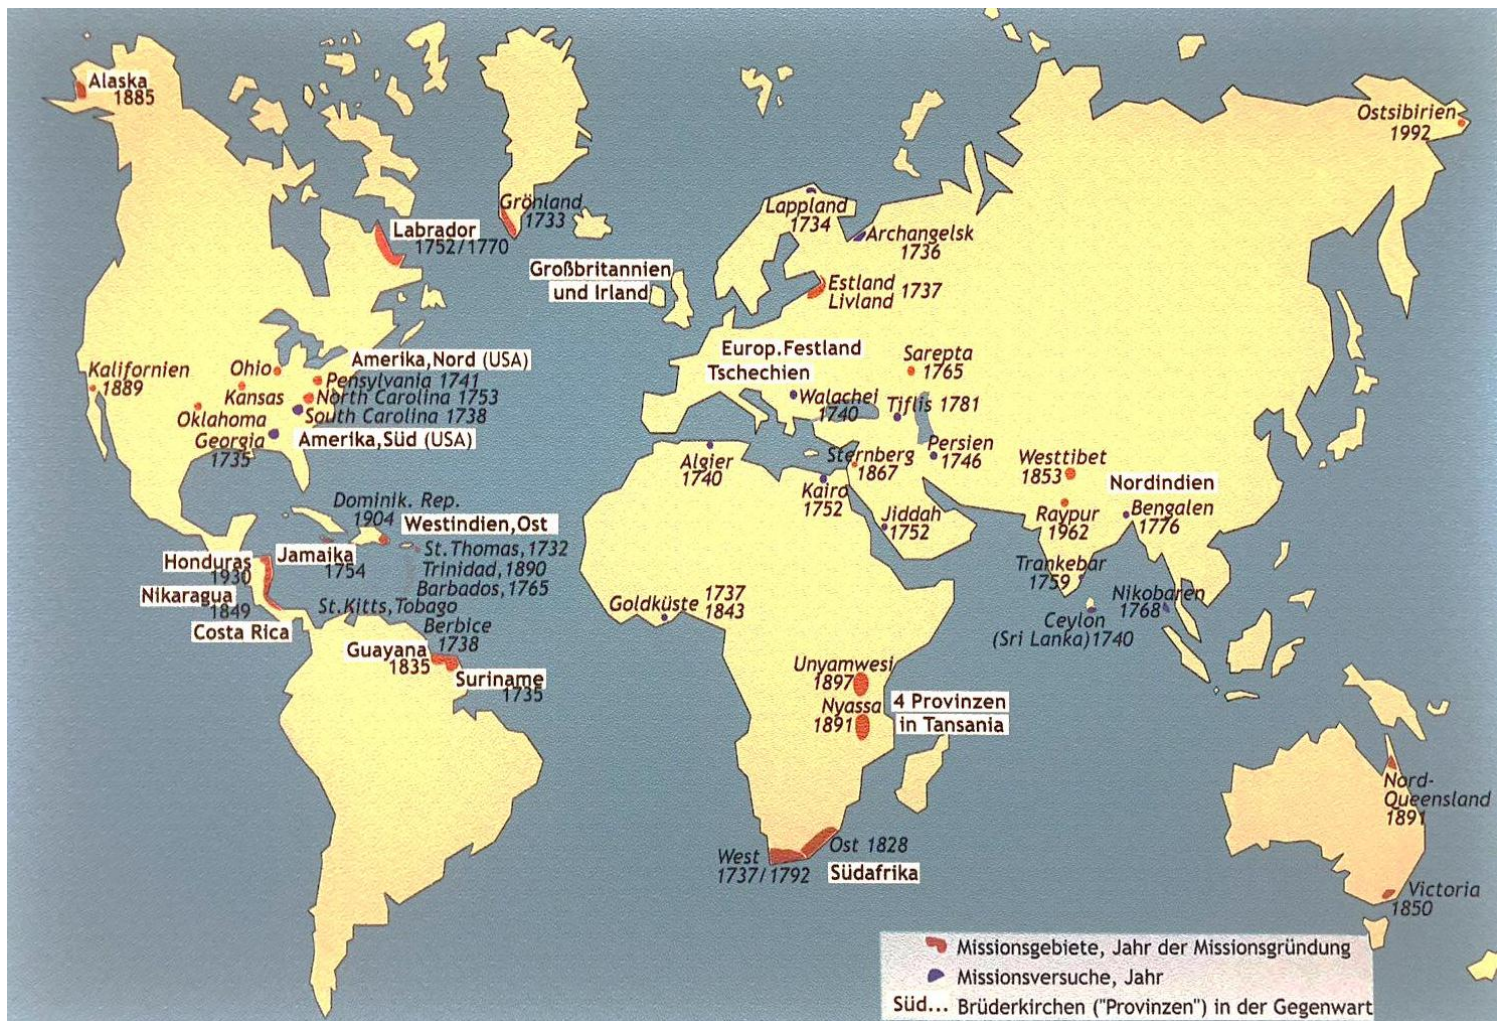 Alaska
1885
Ostsibirien
1992
Grönland
1733
Labrador
1752/1770
Lappland
1734
Archangelsk
1736
Großbritannien
und Irland
Estland
Livland 1737
Europ.Festland
Tschechien
Sarepta
1765
Walachei
1740
Tiflis 1781
Kalifornien
1889
Ohio
Amerika,Nord (USA)
Pensylvania 1741
Kansas
North Carolina 1753
Oklahoma
South Carolina 1738
Georgia
1735
Amerika,Süd (USA)
Algier
1740
Sternberg
1867
Persien
1746
Kairo
1752
Jiddah
1752
Westtibet
1853
Nordindien
Raypur
1962
Bengalen
1776
Trankebar
1759
Nikobaren
1768
Ceylon
(Sri Lanka)1740
Dominik. Rep.
1904
Westindien,Ost
Jamaika
1754
St.Thomas,1732
Trinidad,1890
Barbados,1765
St.Kitts,Tobago
Honduras
1930
Nikaragua
1849
Costa Rica
Berbice
1738
Guayana
1835
Suriname
1735
Goldküste 1737
1843
Unyamwesi
1897
Nyassa
1891
4 Provinzen
in Tansania
West
1737/1792
Ost 1828
Südafrika
Nord-
Queensland
1891
Victoria
1850
Missionsgebiete, Jahr der Missionsgründung
Missionsversuche, Jahr
Süd... Brüderkirchen ("Provinzen") in der Gegenwart